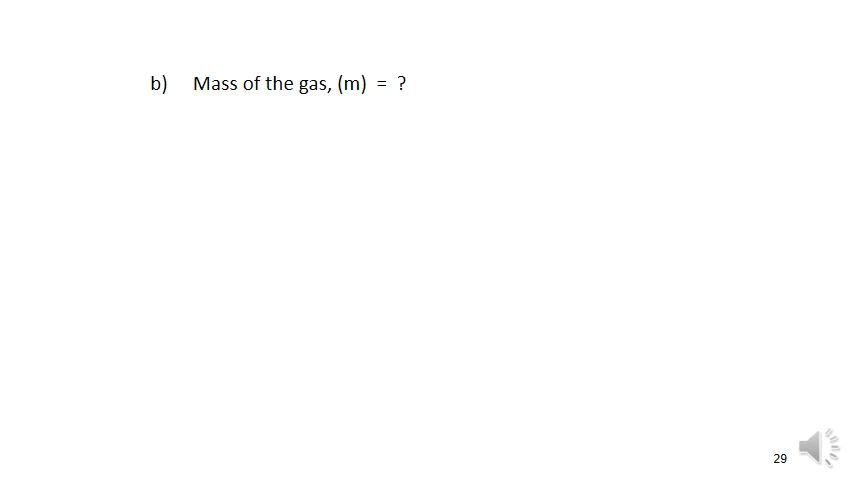 b) Mass of the gas, (m) = ?
29